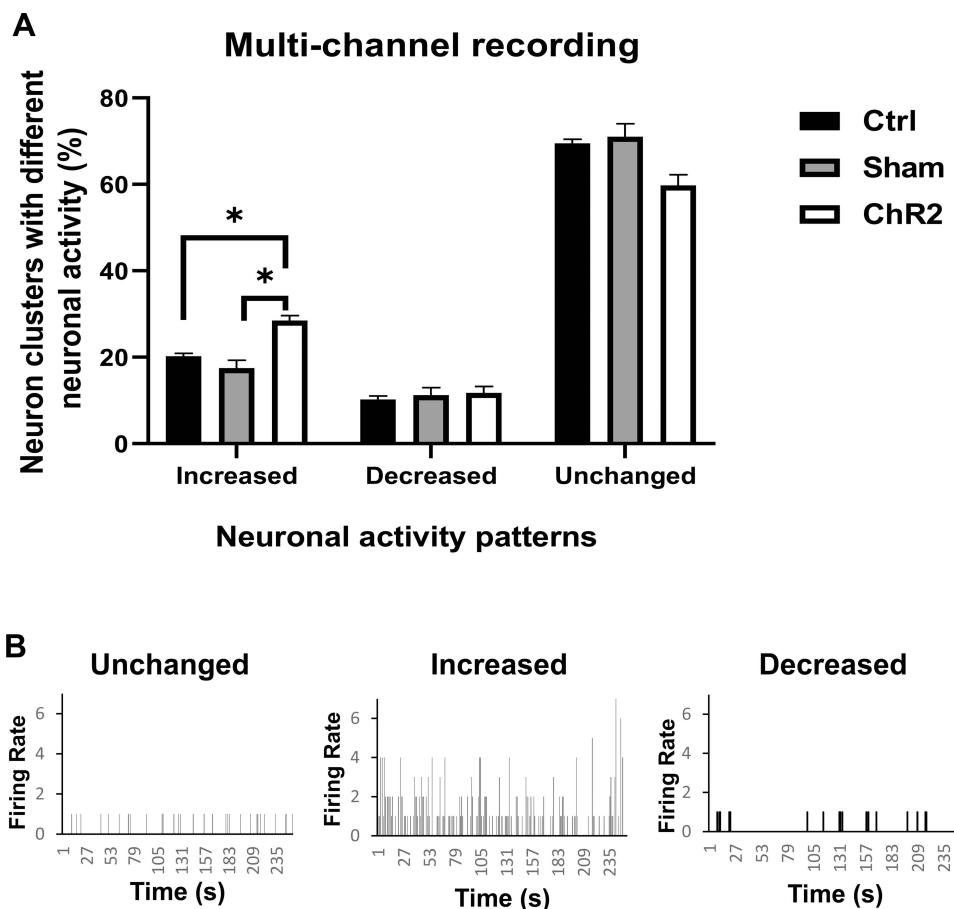 A
Multi-channel recording
Neuron clusters with different
neuronal activity (%)
80
60
40
20
0
*
*
Increased
Decreased
Unchanged
Neuronal activity patterns
Ctrl
Sham
ChR2
B
Unchanged
Firing Rate
6
4
2
0
1 27 53 79 105 131 157 183 209 235
Time (s)
Increased
Firing Rate
6
4
2
0
1 27 53 79 105 131 157 183 209 235
Time (s)
Decreased
Firing Rate
6
4
2
0
1 27 53 79 105 131 157 183 209 235
Time (s)